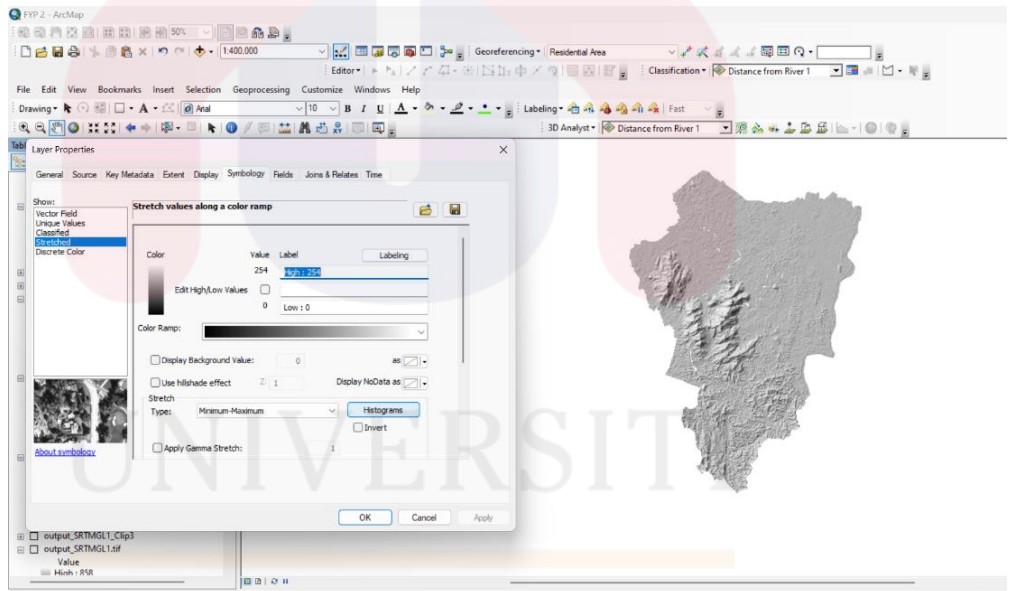 FYP 2 - ArcMap
50%
1:400,000
Georeferencing
Residential Area
Editor
Classification
Distance from River 1
File Edit View Bookmarks Insert Selection Geoprocessing Customize Windows Help
Drawing A Arial 10 B I U A Labeling Fast
3D Analyst Distance from River 1
Layer Properties
General Source Key Metadata Extent Display Symbology Fields Joins & Relates Time
Show:
Vector Field
Unique Values
Classified
Stretched
Discrete Color
About symbology
Stretch values along a color ramp
Color Value Label Labeling
254 High : 254
Edit High/Low Values
0 Low : 0
Color Ramp:
Display Background Value: 0 as
Use hillshade effect Z: 1 Display NoData as
Stretch
Type: Minimum-Maximum Histograms
Invert
Apply Gamma Stretch: 1
OK Cancel Apply
output_SRTMGL1_Clip3
output_SRTMGL1.tif
Value
High : 858
UNIVERSITI